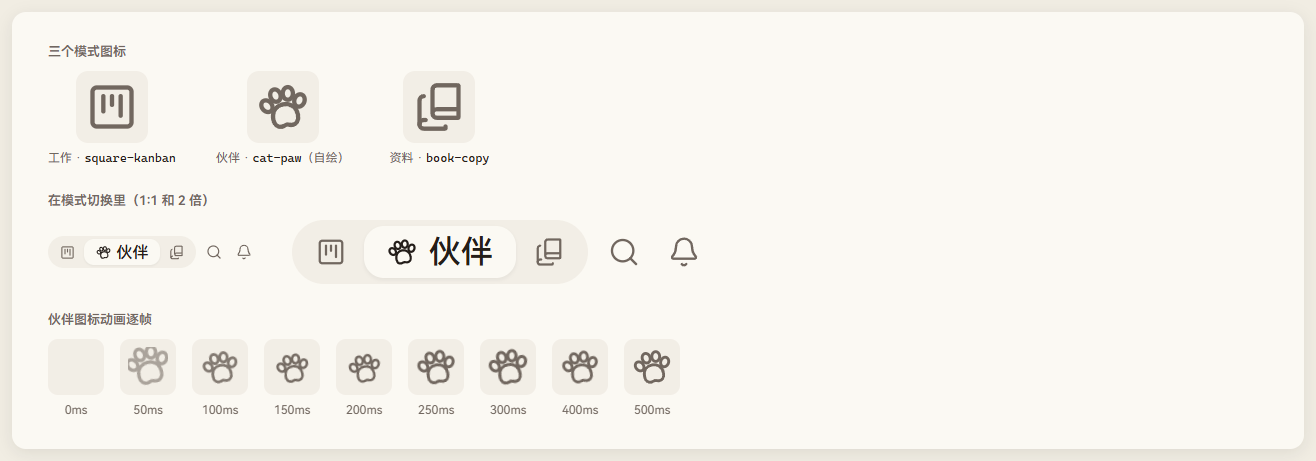 三个模式图标
工作 · square-kanban
伙伴 · cat-paw（自绘）
资料 · book-copy
在模式切换里（1:1 和 2 倍）
伙伴
伙伴
伙伴图标动画逐帧
0ms
50ms
100ms
150ms
200ms
250ms
300ms
400ms
500ms